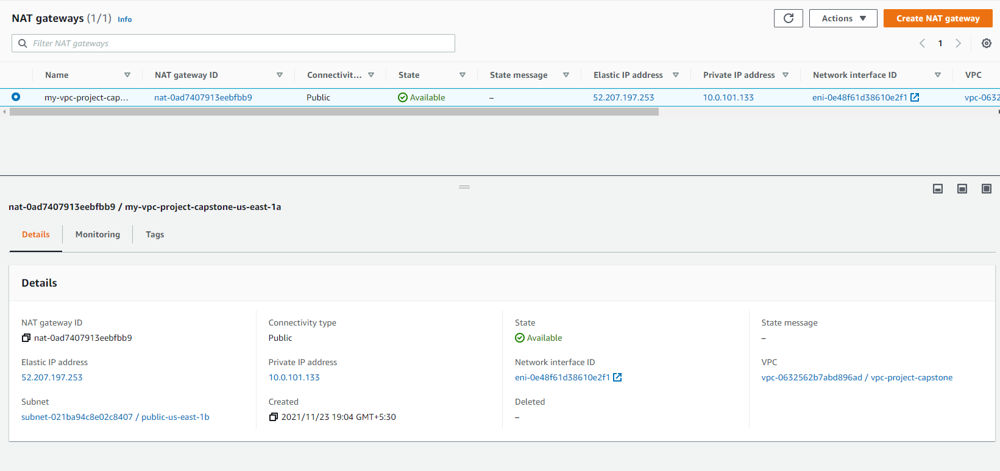 NAT gateways (1/1) Info
Actions
Create NAT gateway
Filter NAT gateways
1
Name NAT gateway ID Connectivit... State State message Elastic IP address Private IP address Network interface ID VPC
my-vpc-project-cap... nat-0ad7407913eebfbb9 Public Available – 52.207.197.253 10.0.101.133 eni-0e48f61d38610e2f1 vpc-0632
nat-0ad7407913eebfbb9 / my-vpc-project-capstone-us-east-1a
Details Monitoring Tags
Details
NAT gateway ID Connectivity type State State message
nat-0ad7407913eebfbb9 Public Available –
Elastic IP address Private IP address Network interface ID VPC
52.207.197.253 10.0.101.133 eni-0e48f61d38610e2f1 vpc-0632562b7abd896ad / vpc-project-capstone
Subnet Created Deleted
subnet-021ba94c8e02c8407 / public-us-east-1b 2021/11/23 19:04 GMT+5:30 –